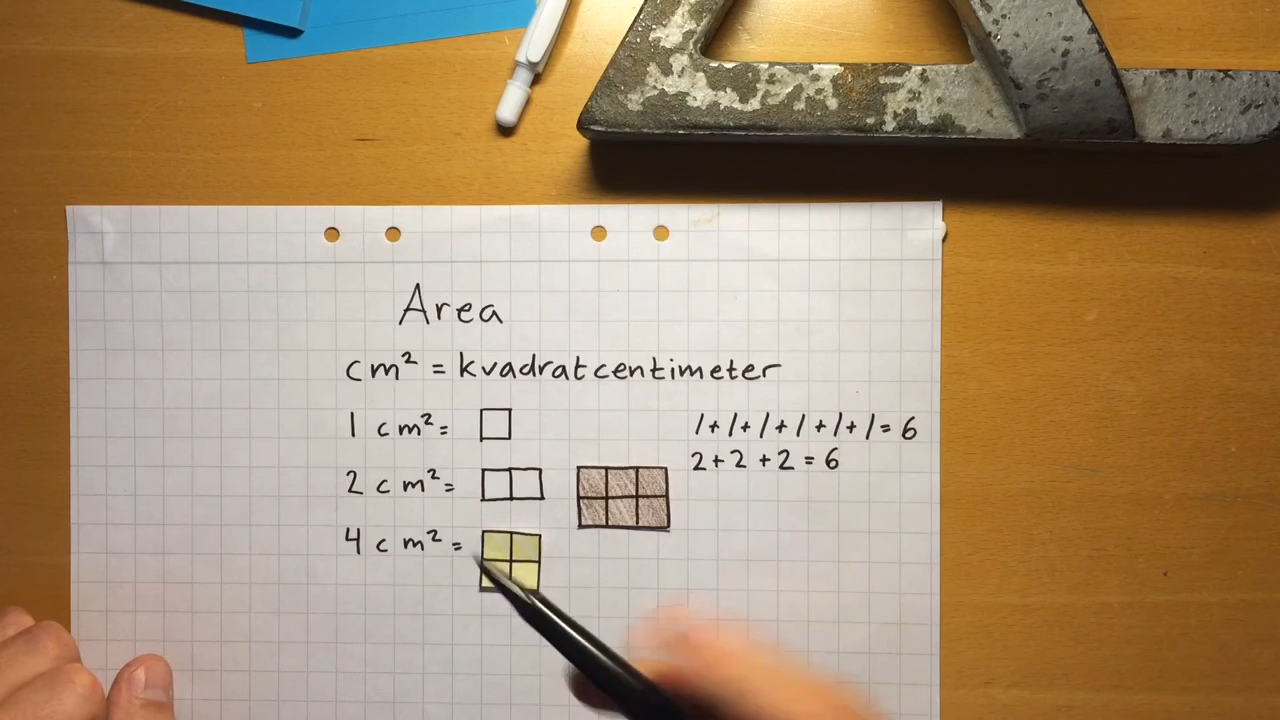 Area
cm² = kvadratcentimeter
1 cm² =
2 cm² =
4 cm² =
1+1+1+1+1+1=6
2+2+2=6